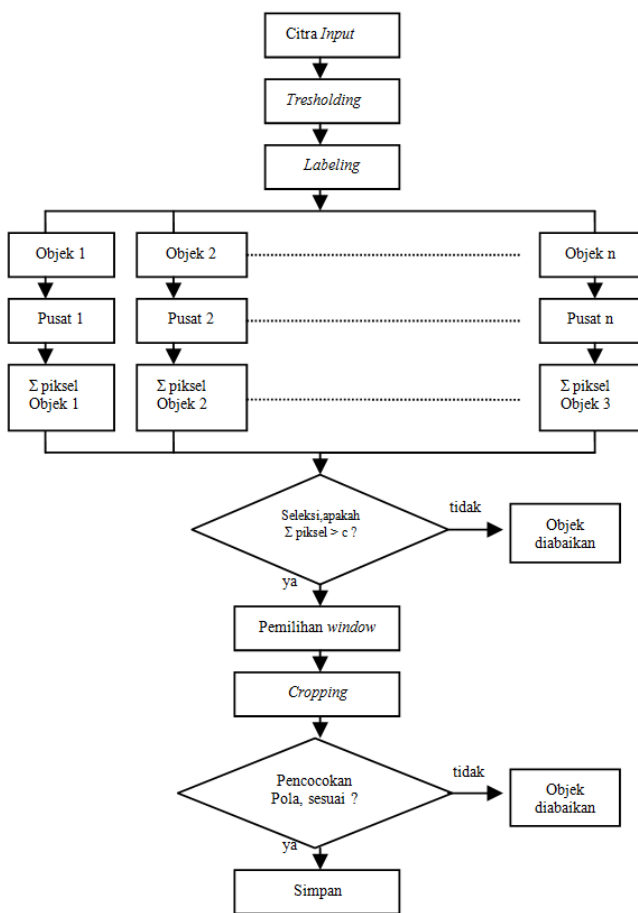 Citra Input
Tresholding
Labeling
Objek 1
Objek 2
Objek n
Pusat 1
Pusat 2
Pusat n
Σ piksel
Objek 1
Σ piksel
Objek 2
Σ piksel
Objek 3
Seleksi,apakah
Σ piksel > c ?
tidak
Objek
diabaikan
ya
Pemilihan window
Cropping
Pencocokan
Pola, sesuai ?
tidak
Objek
diabaikan
ya
Simpan